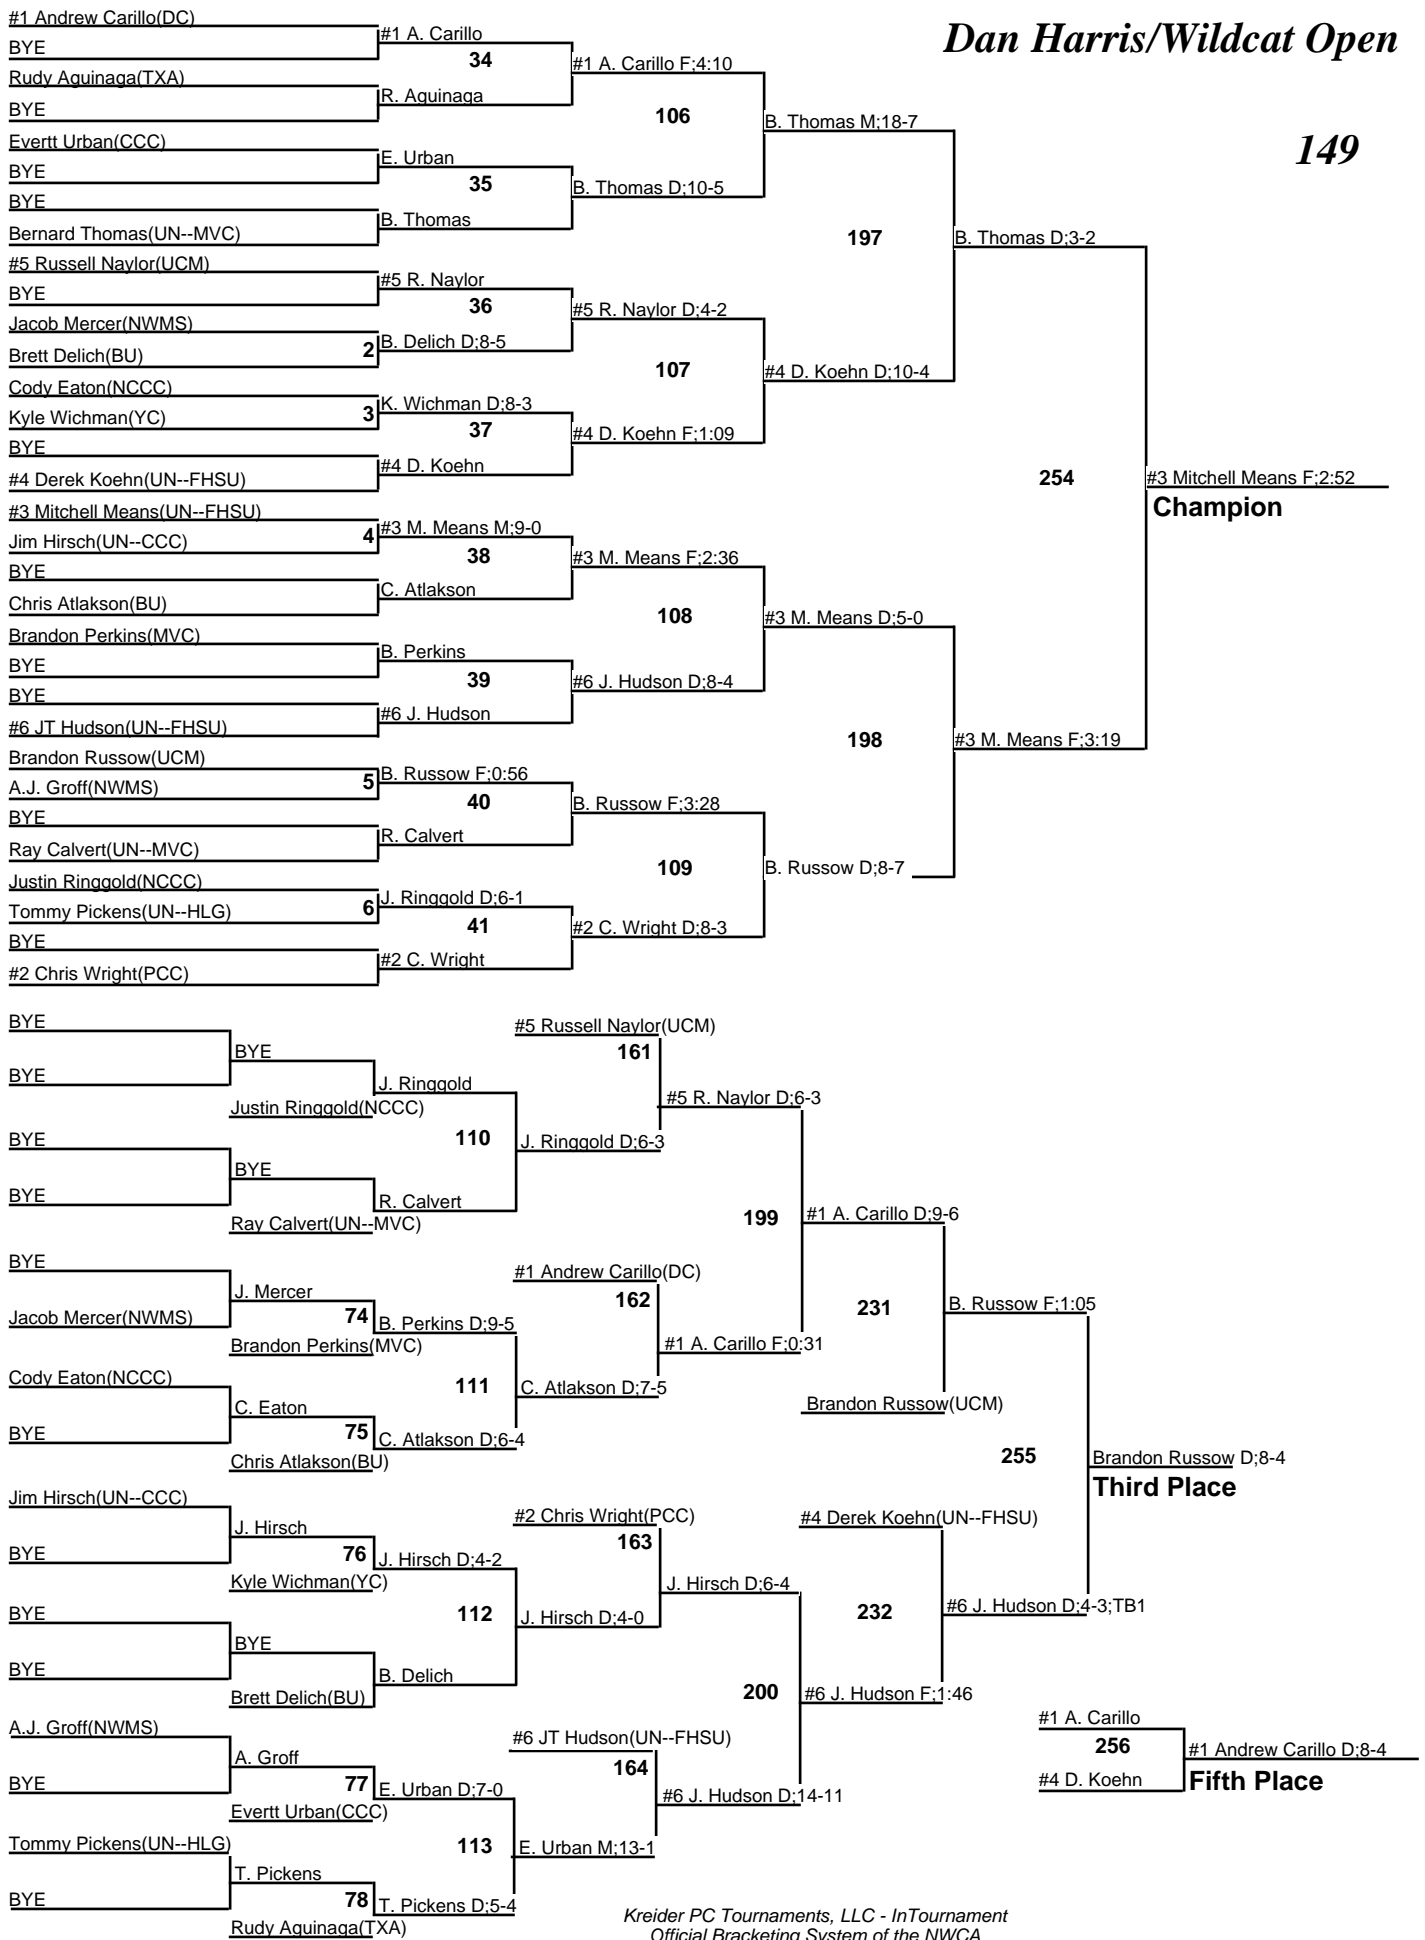 Dan Harris/Wildcat Open
149
#1 Andrew Carillo(DC)
BYE
Rudy Aguinaga(TXA)
BYE
Evertt Urban(CCC)
BYE
BYE
Bernard Thomas(UN--MVC)
#5 Russell Naylor(UCM)
BYE
Jacob Mercer(NWMS)
Brett Delich(BU)
2
Cody Eaton(NCCC)
Kyle Wichman(YC)
3
BYE
#4 Derek Koehn(UN--FHSU)
#3 Mitchell Means(UN--FHSU)
Jim Hirsch(UN--CCC)
4
BYE
Chris Atlakson(BU)
Brandon Perkins(MVC)
BYE
BYE
#6 JT Hudson(UN--FHSU)
Brandon Russow(UCM)
A.J. Groff(NWMS)
5
BYE
Ray Calvert(UN--MVC)
Justin Ringgold(NCCC)
Tommy Pickens(UN--HLG)
6
BYE
#2 Chris Wright(PCC)
#1 A. Carillo
34
R. Aguinaga
E. Urban
35
B. Thomas
#5 R. Naylor
36
B. Delich D;8-5
K. Wichman D;8-3
37
#4 D. Koehn
#3 M. Means M;9-0
38
C. Atlakson
B. Perkins
39
#6 J. Hudson
B. Russow F;0:56
40
R. Calvert
J. Ringgold D;6-1
41
#2 C. Wright
#1 A. Carillo F;4:10
106
B. Thomas D;10-5
#5 R. Naylor D;4-2
107
#4 D. Koehn F;1:09
#3 M. Means F;2:36
108
#6 J. Hudson D;8-4
B. Russow F;3:28
109
#2 C. Wright D;8-3
B. Thomas M;18-7
197
#4 D. Koehn D;10-4
#3 M. Means D;5-0
198
B. Russow D;8-7
B. Thomas D;3-2
254
#3 M. Means F;3:19
#3 Mitchell Means F;2:52
Champion
BYE
BYE
BYE
BYE
BYE
Jacob Mercer(NWMS)
Cody Eaton(NCCC)
BYE
Jim Hirsch(UN--CCC)
BYE
BYE
BYE
A.J. Groff(NWMS)
BYE
Tommy Pickens(UN--HLG)
BYE
BYE
Justin Ringgold(NCCC)
BYE
Ray Calvert(UN--MVC)
J. Mercer
74
Brandon Perkins(MVC)
C. Eaton
75
Chris Atlakson(BU)
J. Hirsch
76
Kyle Wichman(YC)
BYE
Brett Delich(BU)
A. Groff
77
Evertt Urban(CCC)
T. Pickens
78
Rudy Aguinaga(TXA)
J. Ringgold
110
R. Calvert
B. Perkins D;9-5
111
C. Atlakson D;6-4
J. Hirsch D;4-2
112
B. Delich
E. Urban D;7-0
113
T. Pickens D;5-4
#5 Russell Naylor(UCM)
161
J. Ringgold D;6-3
#1 Andrew Carillo(DC)
162
C. Atlakson D;7-5
#2 Chris Wright(PCC)
163
J. Hirsch D;4-0
#6 JT Hudson(UN--FHSU)
164
E. Urban M;13-1
#5 R. Naylor D;6-3
199
#1 A. Carillo F;0:31
J. Hirsch D;6-4
200
#6 J. Hudson D;14-11
#1 A. Carillo D;9-6
231
Brandon Russow(UCM)
#4 Derek Koehn(UN--FHSU)
232
#6 J. Hudson F;1:46
B. Russow F;1:05
255
#6 J. Hudson D;4-3;TB1
Brandon Russow D;8-4
Third Place
#1 A. Carillo
256
#4 D. Koehn
#1 Andrew Carillo D;8-4
Fifth Place
Kreider PC Tournaments, LLC - InTournament
Official Bracketing System of the NWCA